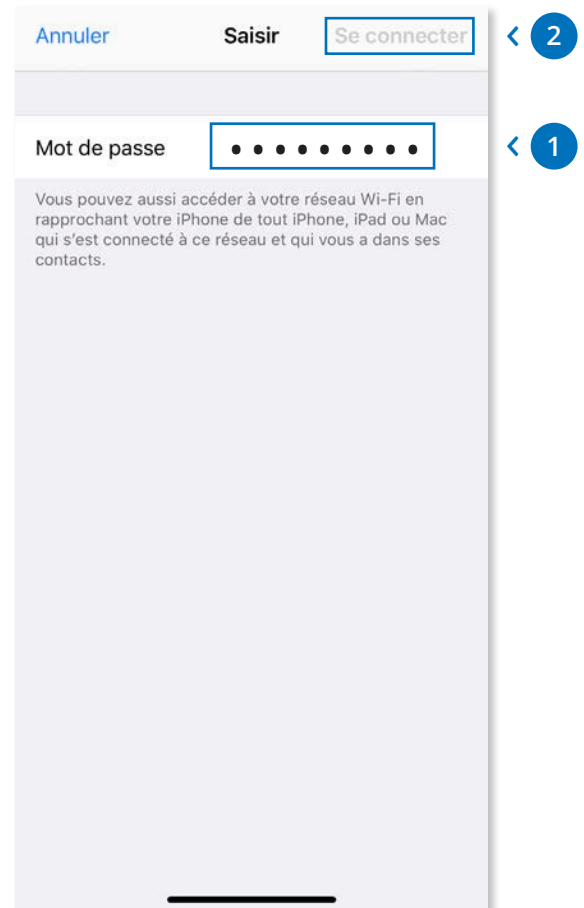 Annuler Saisir Se connecter 2
Mot de passe ••••••••• 1
Vous pouvez aussi accéder à votre réseau Wi-Fi en
rapprochant votre iPhone de tout iPhone, iPad ou Mac
qui s’est connecté à ce réseau et qui vous a dans ses
contacts.